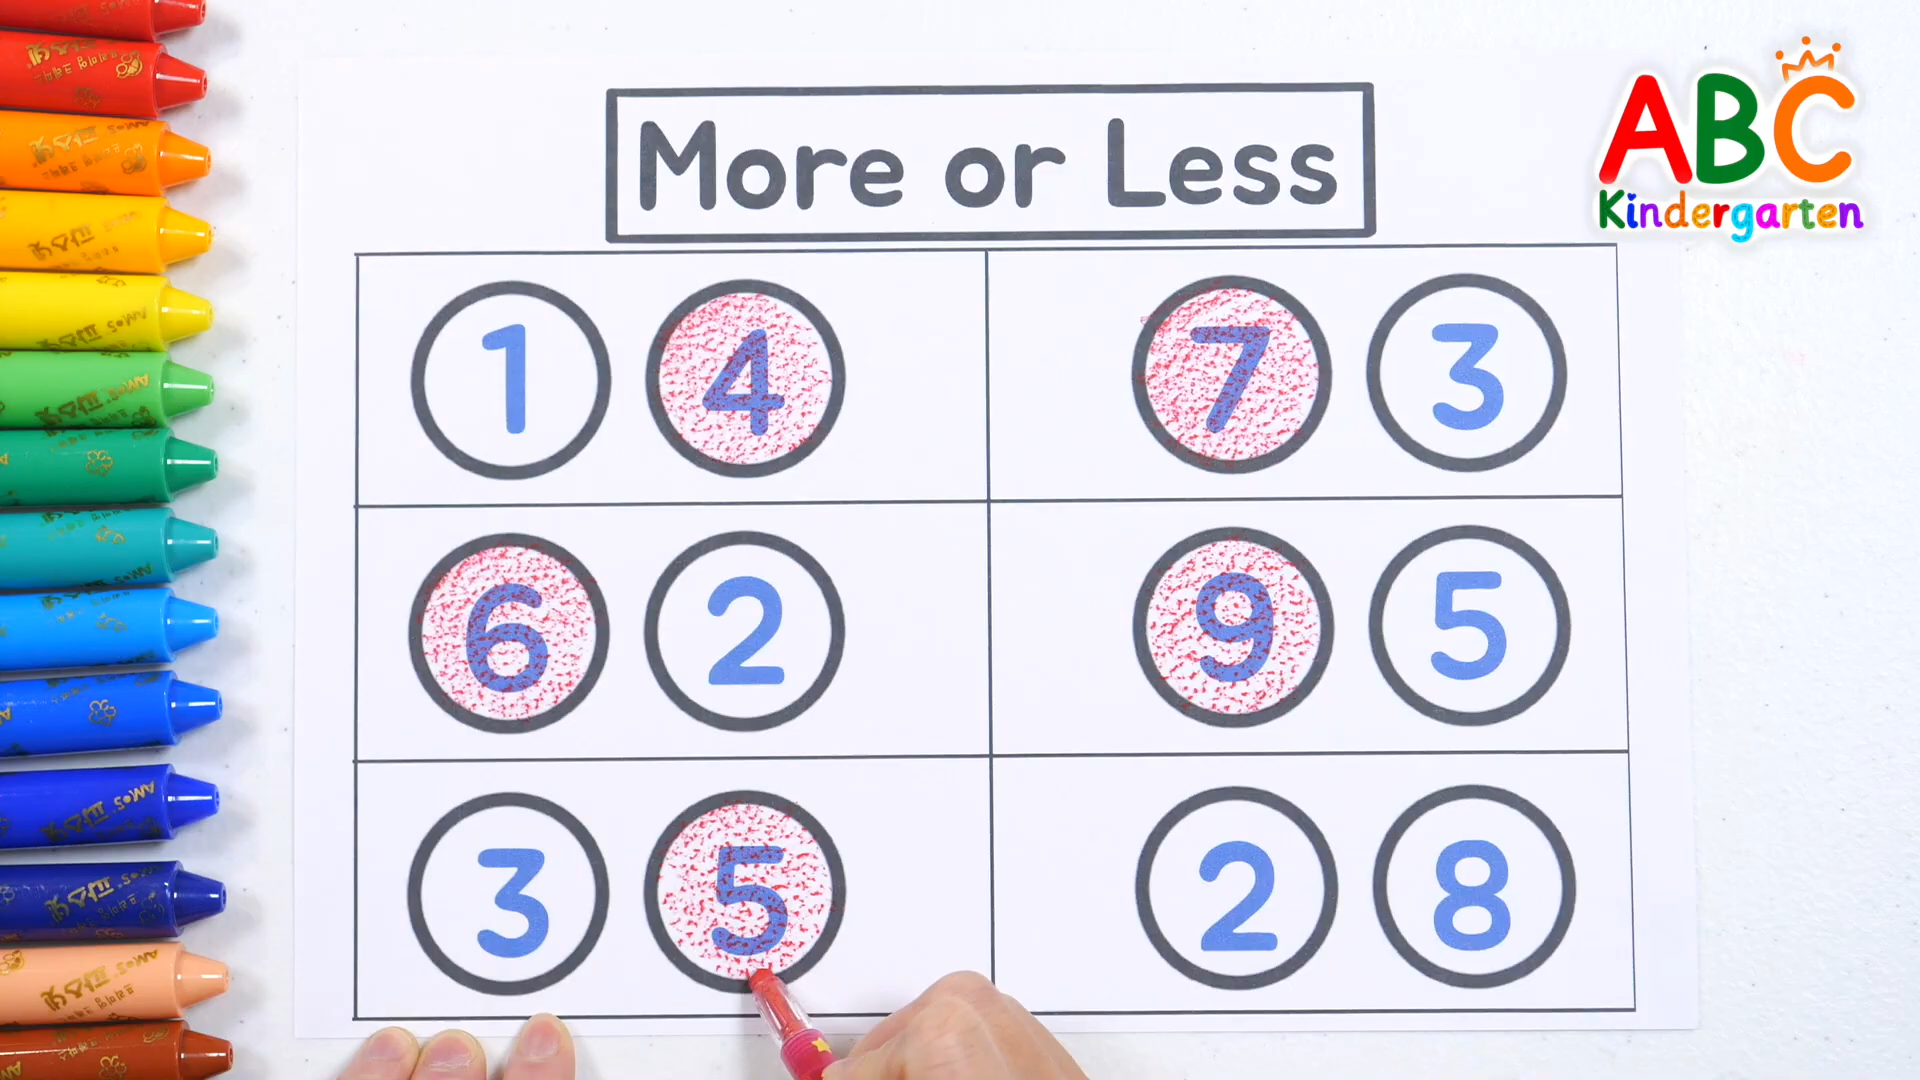 More or Less
ABC
Kindergarten
1 4 7 3
6 2 9 5
3 5 2 8